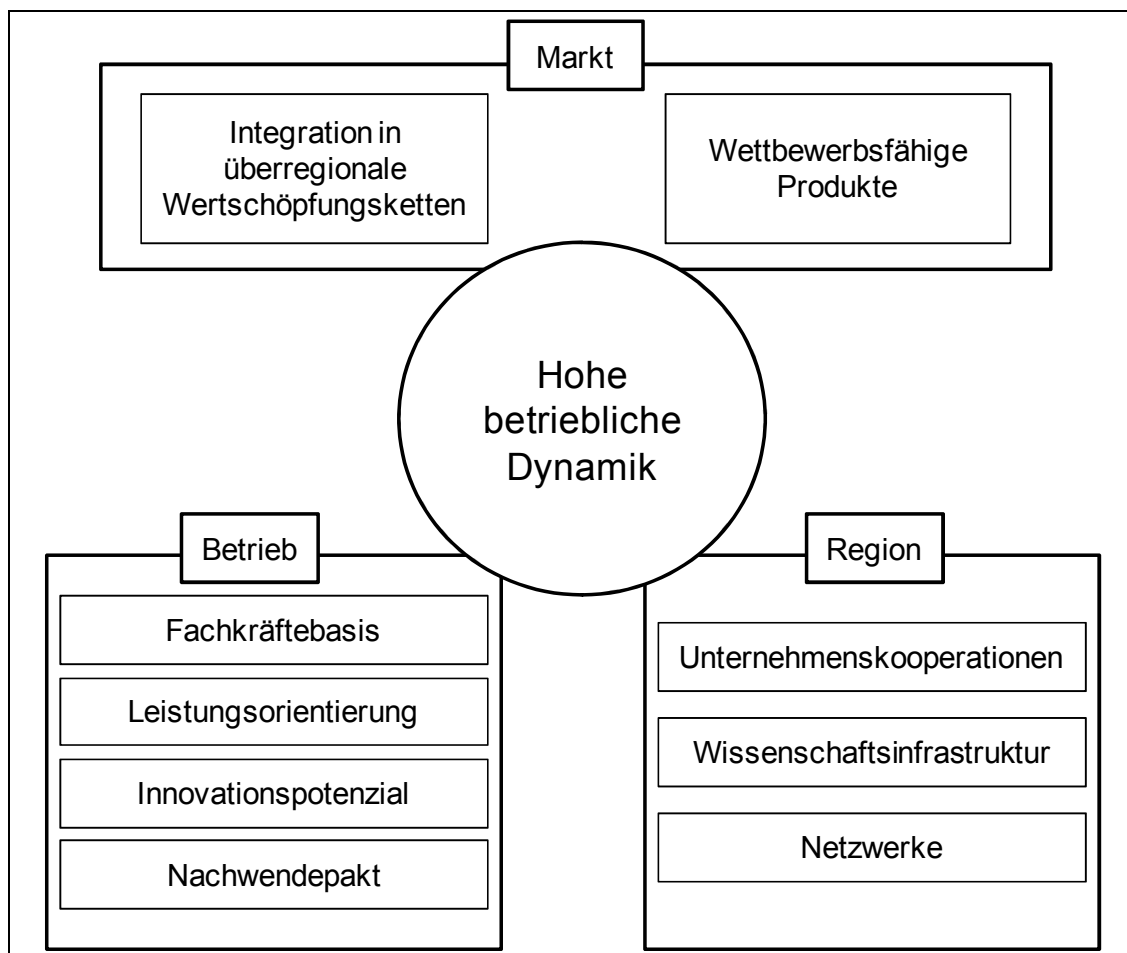 Markt
Integration in
überregionale
Wertschöpfungsketten
Wettbewerbsfähige
Produkte
Hohe
betriebliche
Dynamik
Betrieb
Fachkräftebasis
Leistungsorientierung
Innovationspotenzial
Nachwendepakt
Region
Unternehmenskooperationen
Wissenschaftsinfrastruktur
Netzwerke